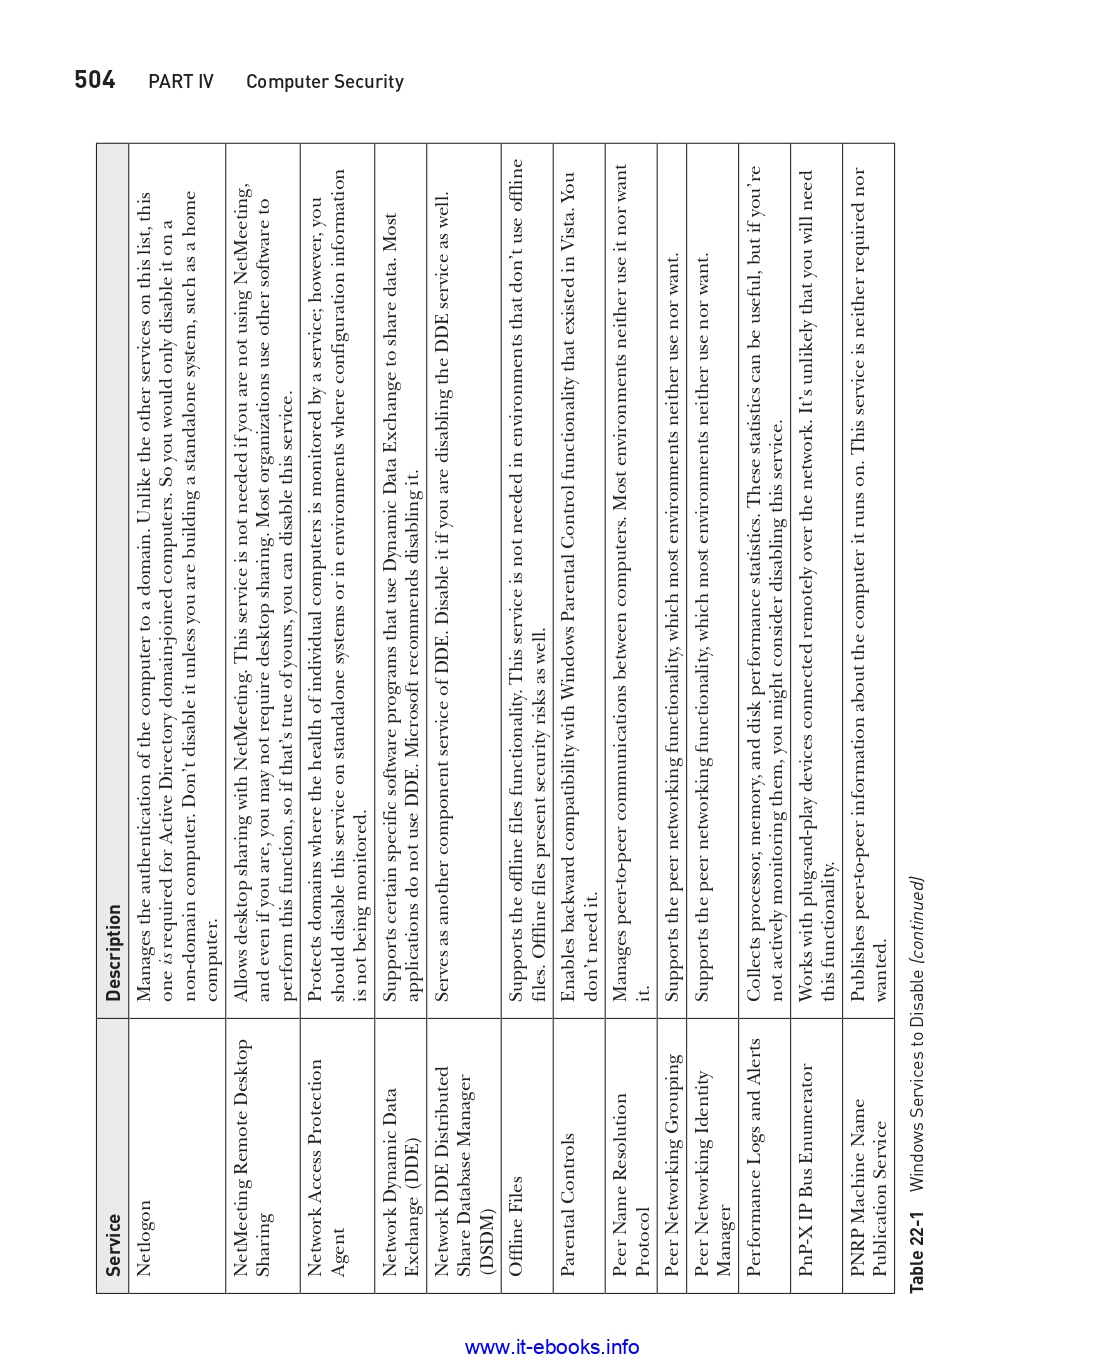 504 PART IV Computer Security
Service Description
Netlogon
Manages the authentication of the computer to a domain. Unlike the other services on this list, this
one is required for Active Directory domain-joined computers. So you would only disable it on a
non-domain computer. Don’t disable it unless you are building a standalone system, such as a home
computer.
NetMeeting Remote Desktop
Sharing
Allows desktop sharing with NetMeeting. This service is not needed if you are not using NetMeeting,
and even if you are, you may not require desktop sharing. Most organizations use other software to
perform this function, so if that’s true of yours, you can disable this service.
Network Access Protection
Agent
Protects domains where the health of individual computers is monitored by a service; however, you
should disable this service on standalone systems or in environments where configuration information
is not being monitored.
Network Dynamic Data
Exchange (DDE)
Supports certain specific software programs that use Dynamic Data Exchange to share data. Most
applications do not use DDE. Microsoft recommends disabling it.
Network DDE Distributed
Share Database Manager
(DSDM)
Serves as another component service of DDE. Disable it if you are disabling the DDE service as well.
Offline Files
Supports the offline files functionality. This service is not needed in environments that don’t use offline
files. Offline files present security risks as well.
Parental Controls
Enables backward compatibility with Windows Parental Control functionality that existed in Vista. You
don’t need it.
Peer Name Resolution
Protocol
Manages peer-to-peer communications between computers. Most environments neither use it nor want
it.
Peer Networking Grouping
Supports the peer networking functionality, which most environments neither use nor want.
Peer Networking Identity
Manager
Supports the peer networking functionality, which most environments neither use nor want.
Performance Logs and Alerts
Collects processor, memory, and disk performance statistics. These statistics can be useful, but if you’re
not actively monitoring them, you might consider disabling this service.
PnP-X IP Bus Enumerator
Works with plug-and-play devices connected remotely over the network. It’s unlikely that you will need
this functionality.
PNRP Machine Name
Publication Service
Publishes peer-to-peer information about the computer it runs on. This service is neither required nor
wanted.
Table 22-1 Windows Services to Disable (continued)
www.it-ebooks.info